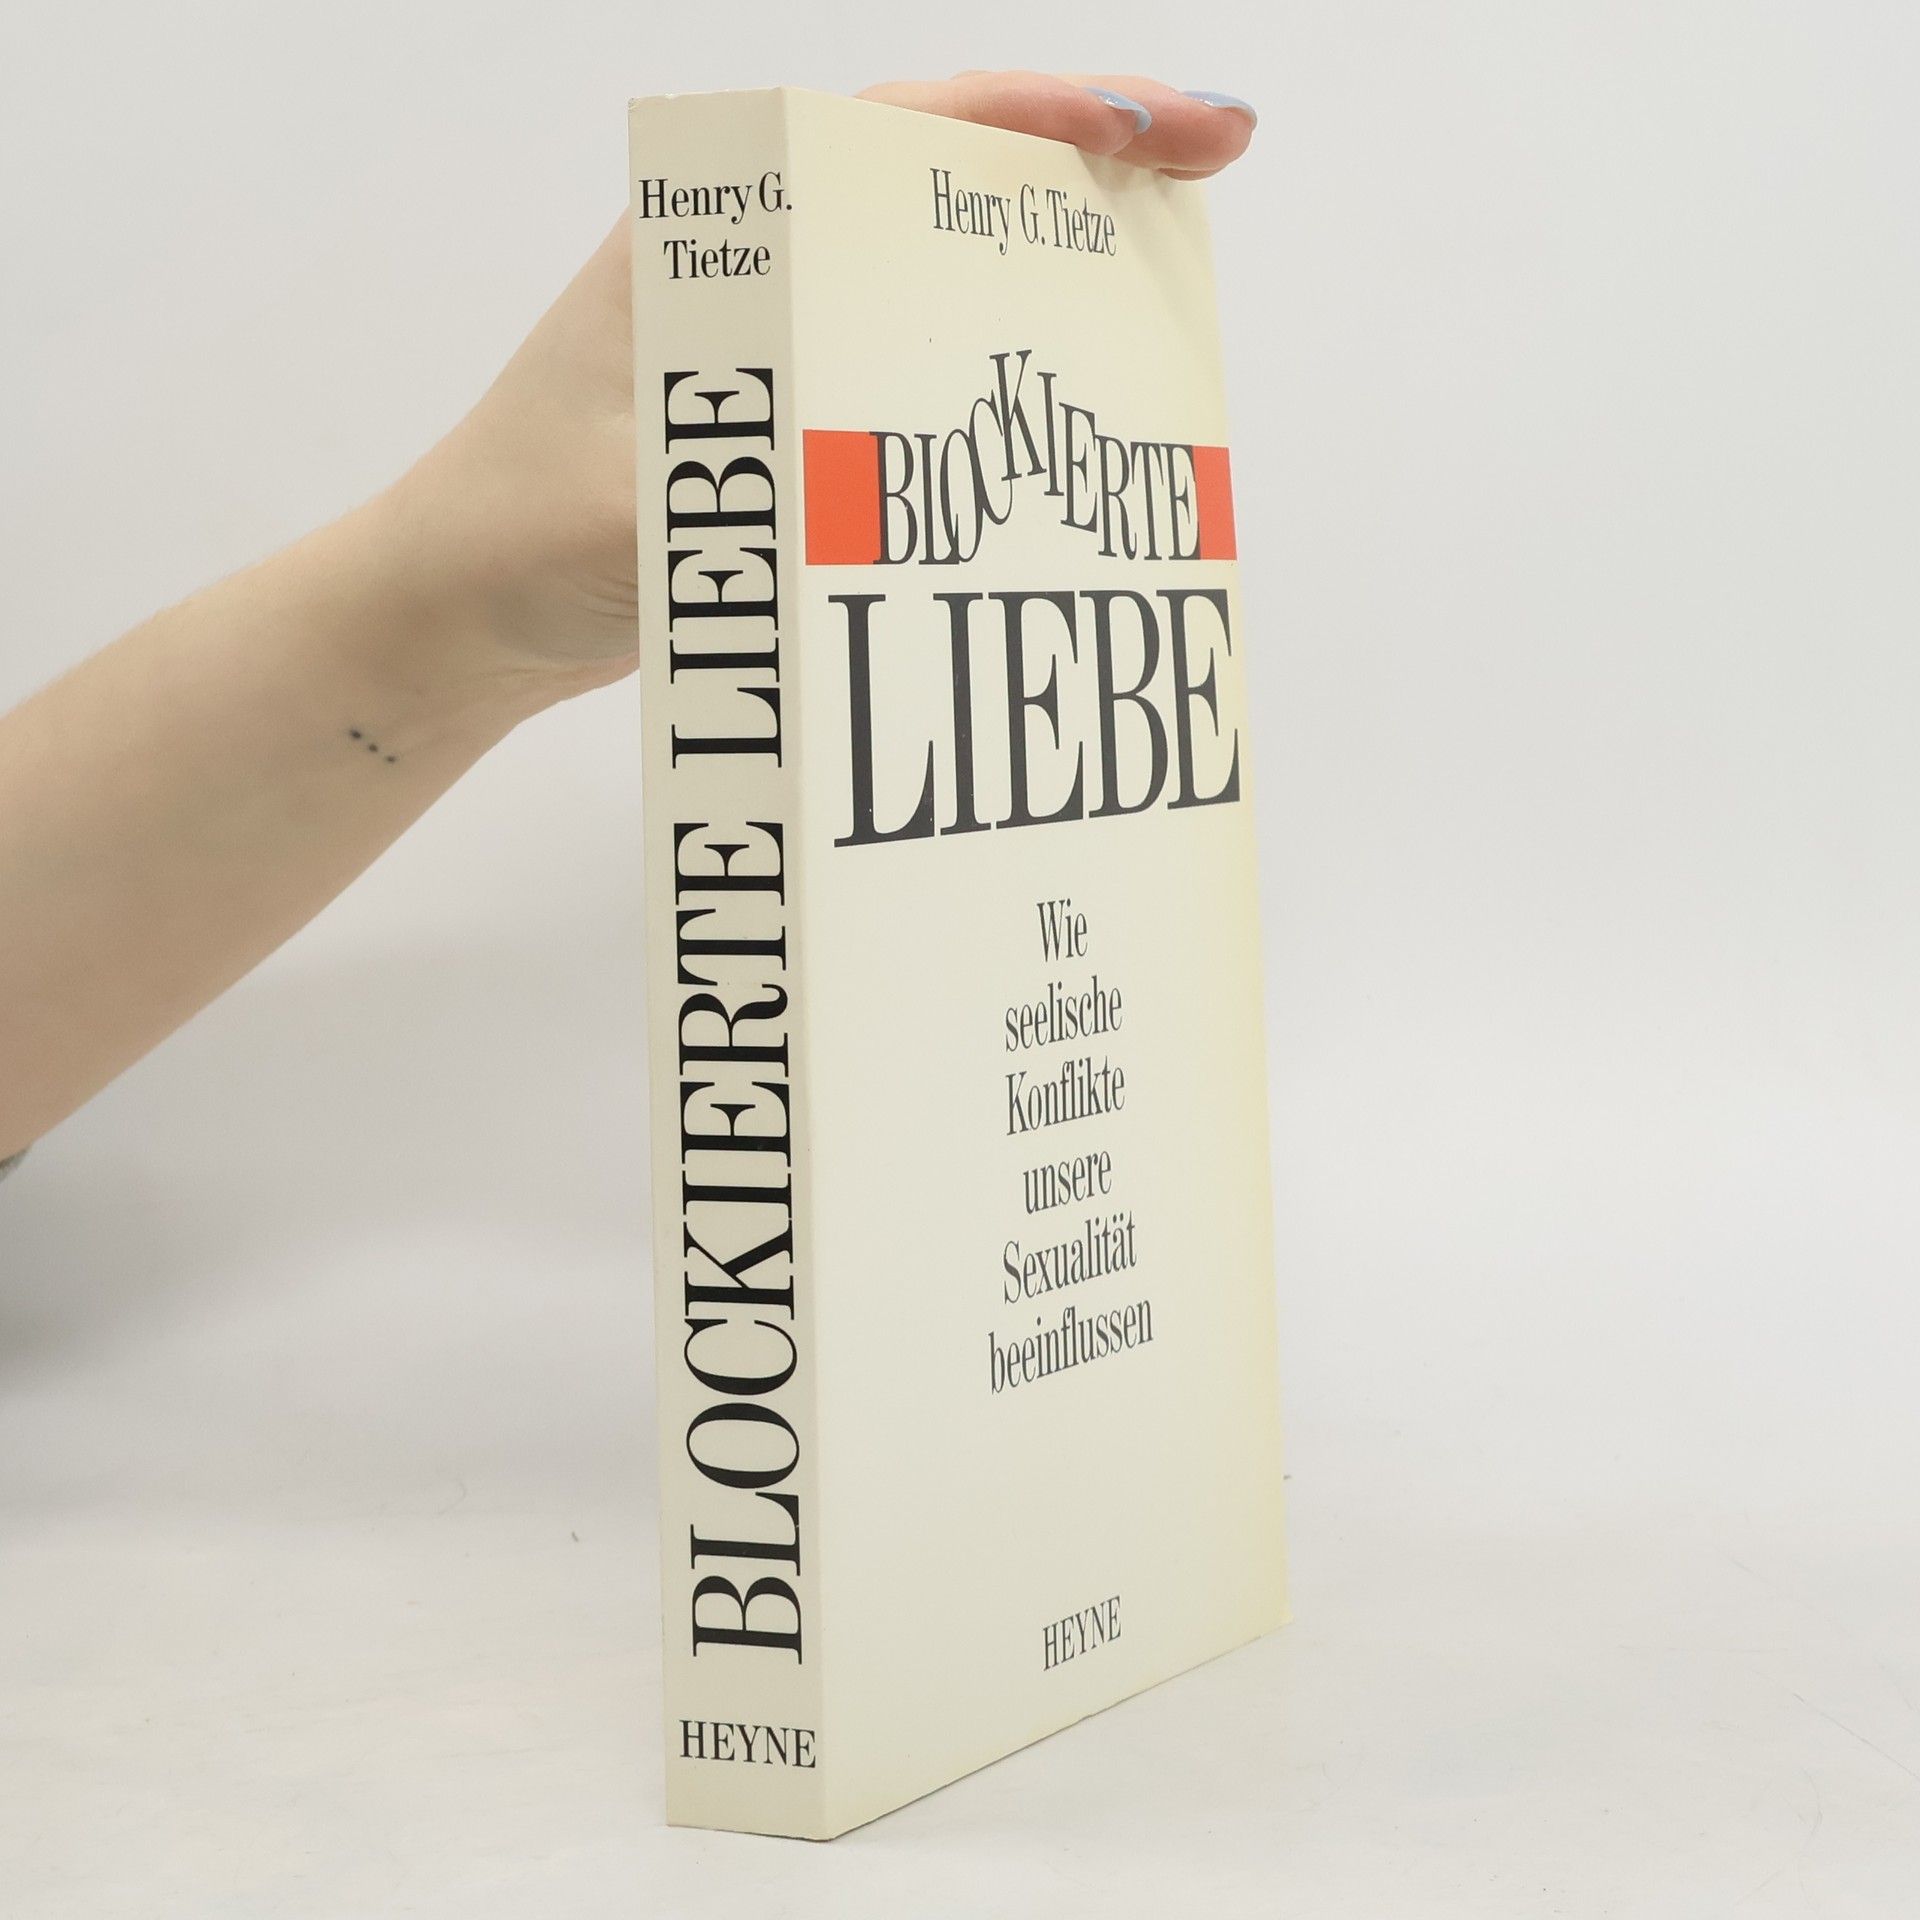 Henry G.
Tietze
BLOCKIERTE LIEBE
HEYNE
Henry G. Tietze
BLOCKIERTE
LIEBE
Wie
seelische
Konflikte
unsere
Sexualität
beeinflussen
HEYNE